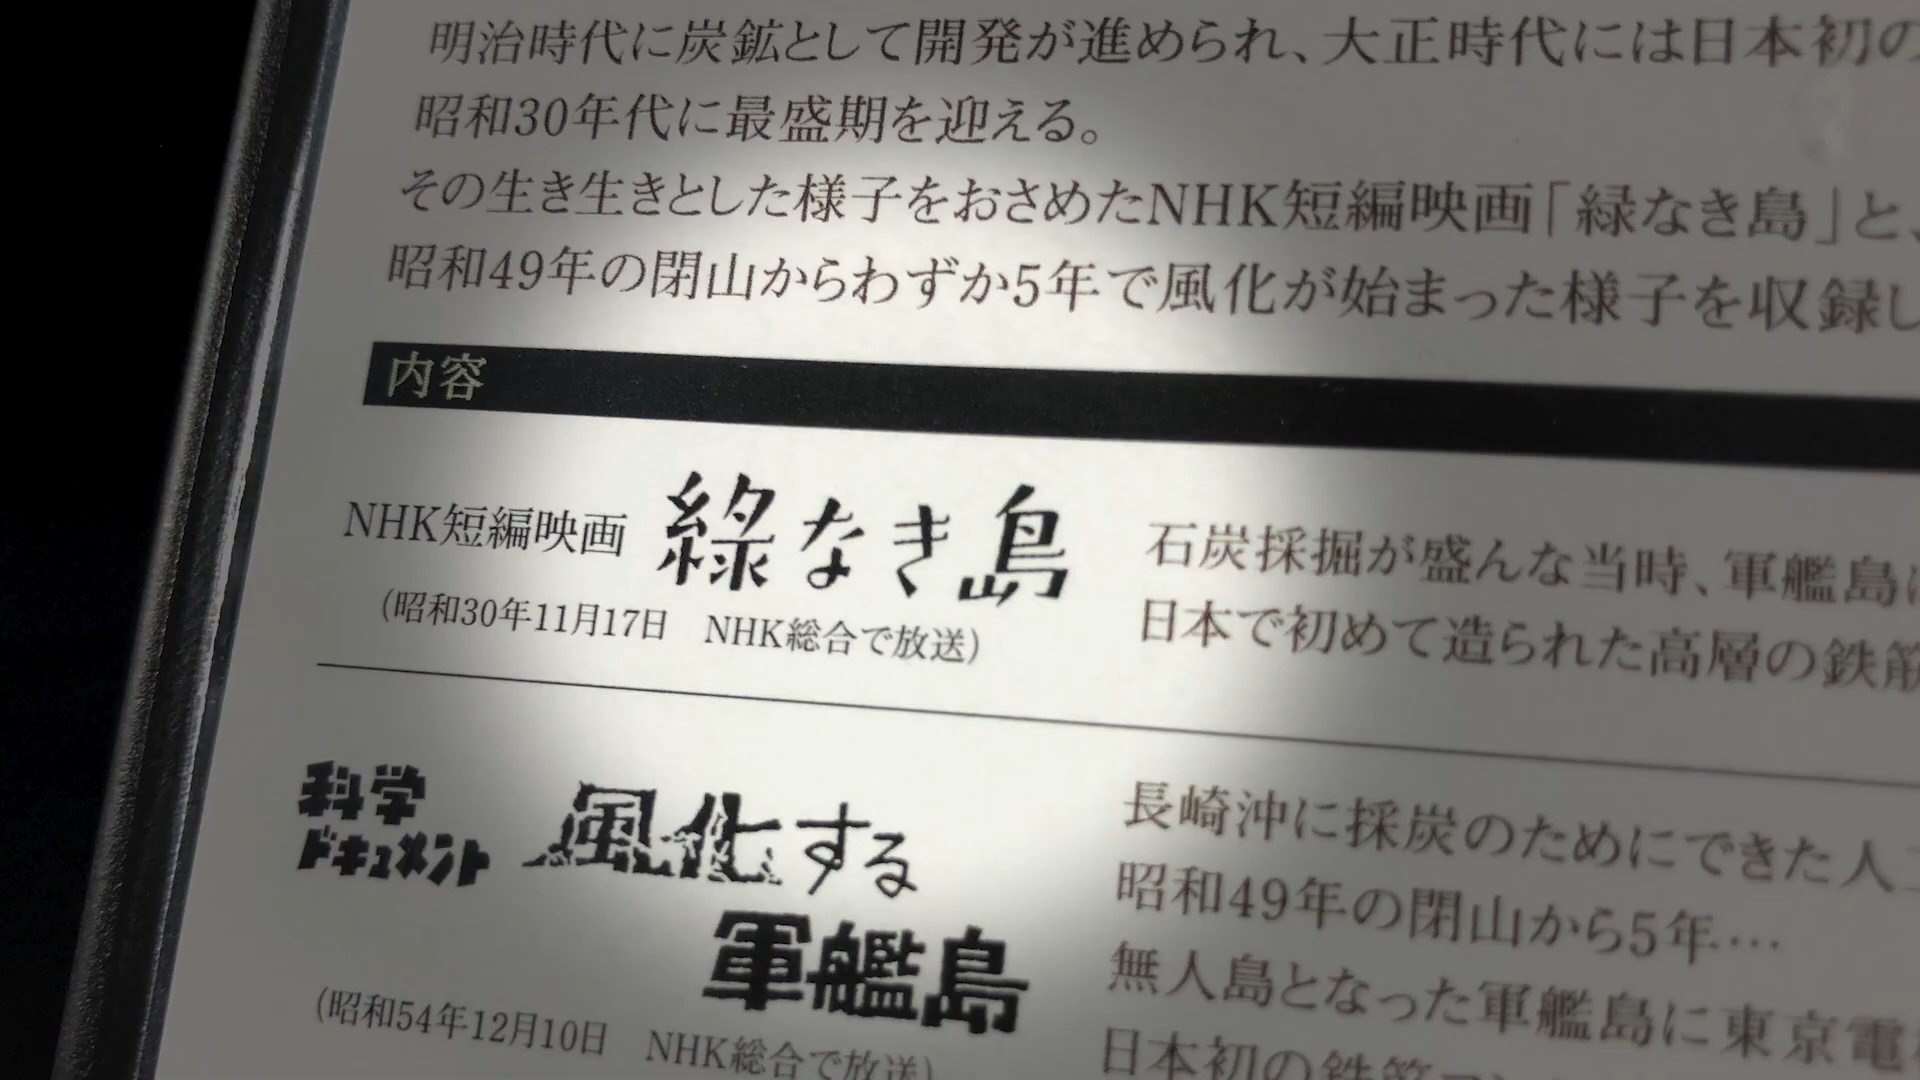 明治時代に炭鉱として開発が進められ、大正時代には日本初の
昭和30年代に最盛期を迎える。
その生き生きとした様子をおさめたNHK短編映画「緑なき島」と、
昭和49年の閉山からわずか5年で風化が始まった様子を収録し
内容
NHK短編映画 緑なき島
(昭和30年11月17日 NHK総合で放送)
石炭採掘が盛んな当時、軍艦島に
日本で初めて造られた高層の鉄筋
科学
ドキュメント
風化する
軍艦島
(昭和54年12月10日 NHK総合で放送)
長崎沖に採炭のためにできた人工
昭和49年の閉山から5年…
無人島となった軍艦島に東京電
日本初の鉄筋コン